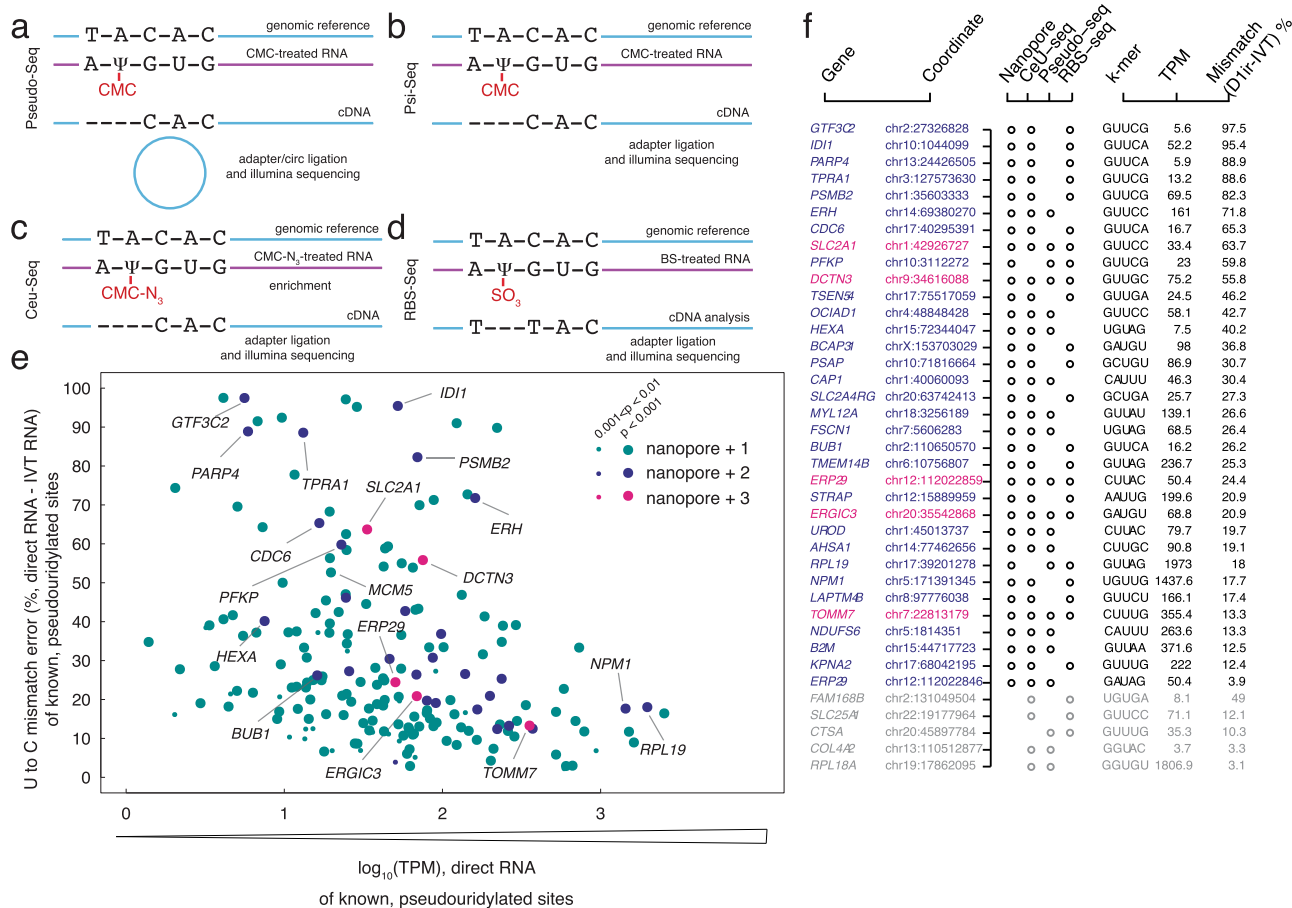 a
Pseudo-Seq
T-A-C-A-C
genomic reference
A-Ψ-G-U-G
CMC-treated RNA
CMC
----C-A-C
cDNA
adapter/circ ligation
and illumina sequencing
b
Psi-Seq
T-A-C-A-C
genomic reference
A-Ψ-G-U-G
CMC-treated RNA
CMC
----C-A-C
cDNA
adapter ligation
and illumina sequencing
c
Ceu-Seq
T-A-C-A-C
genomic reference
A-Ψ-G-U-G
CMC-N3-treated RNA
CMC-N3
enrichment
----C-A-C
cDNA
adapter ligation
and illumina sequencing
d
RBS-Seq
T-A-C-A-C
genomic reference
A-Ψ-G-U-G
BS-treated RNA
SO3
T---TAC
cDNA analysis
adapter ligation
and illumina sequencing
e
U to C mismatch error (%, direct RNA - IVT RNA)
of known, pseudouridylated sites
100
90
80
70
60
50
40
30
20
10
0
0 1 2 3
log10(TPM), direct RNA
of known, pseudouridylated sites
0.001<p<0.01
p<0.001
nanopore + 1
nanopore + 2
nanopore + 3
GTF3C2
IDI1
PARP4
TPRA1
PSMB2
SLC2A1
ERH
CDC6
DCTN3
PFKP
MCM5
ERP29
HEXA
NPM1
BUB1
ERGIC3
TOMM7
RPL19
f
Gene Coordinate Nanopore CeU-seq Pseudo-seq RBS-seq k-mer TPM Mismatch (D1ir-IVT) %
GTF3C2 chr2:27326828 GUUCG 5.6 97.5
IDI1 chr10:1044099 GUUCA 52.2 95.4
PARP4 chr13:24426505 GUUCA 5.9 88.9
TPRA1 chr3:127573630 GUUCG 13.2 88.6
PSMB2 chr1:35603333 GUUCG 69.5 82.3
ERH chr14:69380270 GUUCC 161 71.8
CDC6 chr17:40295391 GUUCA 16.7 65.3
SLC2A1 chr1:42926727 GUUCC 33.4 63.7
PFKP chr10:3112272 GUUCG 23 59.8
DCTN3 chr9:34616088 GUUGC 75.2 55.8
TSEN54 chr17:75517059 GUUGA 24.5 46.2
OCIAD1 chr4:48848428 GUUCC 58.1 42.7
HEXA chr15:72344047 UGUAG 7.5 40.2
BCAP31 chrX:153703029 GAUGU 98 36.8
PSAP chr10:71816664 GCUGU 86.9 30.7
CAP1 chr1:40060093 CAUUU 46.3 30.4
SLC2A4RG chr20:63742413 GCUGA 25.7 27.3
MYL12A chr18:3256189 GUUAU 139.1 26.6
FSCN1 chr7:5606283 UGUAG 68.5 26.4
BUB1 chr2:110650570 GUUCA 16.2 26.2
TMEM14B chr6:10756807 GUUAG 236.7 25.3
ERP29 chr12:112022859 CUUAC 50.4 24.4
STRAP chr12:15889959 AAUUG 199.6 20.9
ERGIC3 chr20:35542868 GAUGU 68.8 20.9
UROD chr1:45013737 CUUAC 79.7 19.7
AHSA1 chr14:77462656 CUUGC 90.8 19.1
RPL19 chr17:39201278 GUUAG 1973 18
NPM1 chr5:171391345 UGUUG 1437.6 17.7
LAPTM4B chr8:97776038 GUUCU 166.1 17.4
TOMM7 chr7:22813179 CUUUG 355.4 13.3
NDUFS6 chr5:1814351 CAUUU 263.6 13.3
B2M chr15:44717723 GUUAA 371.6 12.5
KPNA2 chr17:68042195 GUUUG 222 12.4
ERP29 chr12:112022846 GAUAG 50.4 3.9
FAM168B chr2:131049504 UGUGA 8.1 49
SLC25A1 chr22:19177964 GUUCC 71.1 12.1
CTSA chr20:45897784 GUUUG 35.3 10.3
COL4A2 chr13:110512877 GGUAC 3.7 3.3
RPL18A chr19:17862095 GGUGU 1806.9 3.1